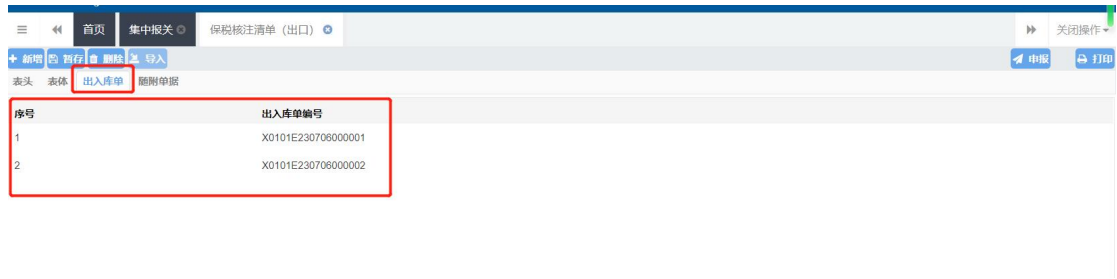 首页 集中报关 保税核注清单（出口） 关闭操作
新增 暂存 删除 导入 申报 打印
表头 表体 出入库单 随附单据
序号 出入库单编号
1 X0101E230706000001
2 X0101E230706000002